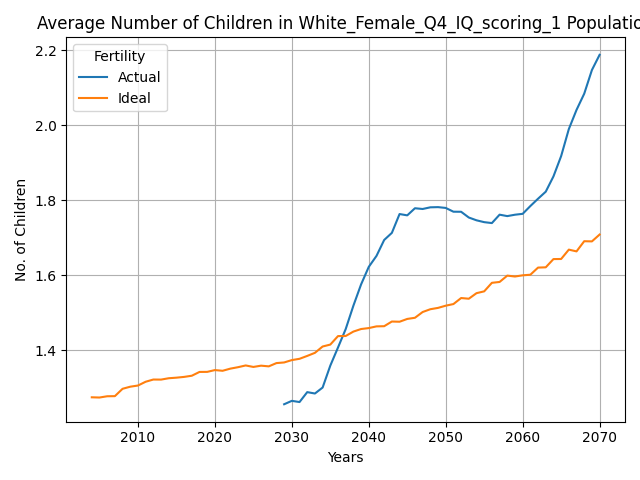 Average Number of Children in White_Female_Q4_IQ_scoring_1 Populatio
Fertility
Actual
Ideal
No. of Children
2.2
2.0
1.8
1.6
1.4
2010 2020 2030 2040 2050 2060 2070
Years